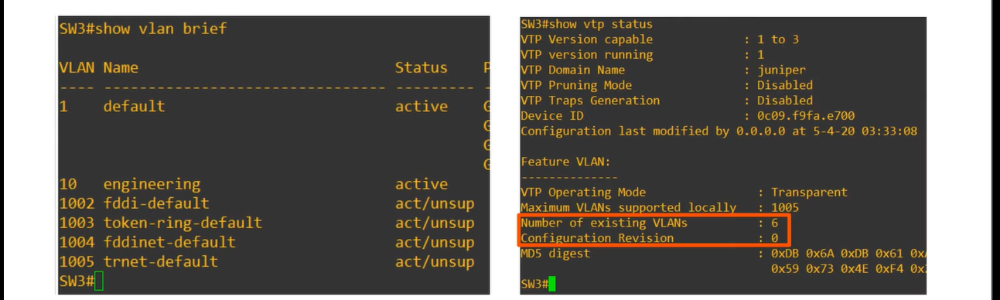 SW3#show vlan brief
VLAN Name Status P
---- -------------------------------- --------- -
1 default active G
G
G
G
10 engineering active
1002 fddi-default act/unsup
1003 token-ring-default act/unsup
1004 fddinet-default act/unsup
1005 trnet-default act/unsup
SW3#
SW3#show vtp status
VTP Version capable : 1 to 3
VTP version running : 1
VTP Domain Name : juniper
VTP Pruning Mode : Disabled
VTP Traps Generation : Disabled
Device ID : 0c09.f9fa.e700
Configuration last modified by 0.0.0.0 at 5-4-20 03:33:08
Feature VLAN:
--------------
VTP Operating Mode : Transparent
Maximum VLANs supported locally : 1005
Number of existing VLANs : 6
Configuration Revision : 0
MD5 digest : 0xDB 0x6A 0xDB 0x61
0x59 0x73 0x4E 0xF4
SW3#